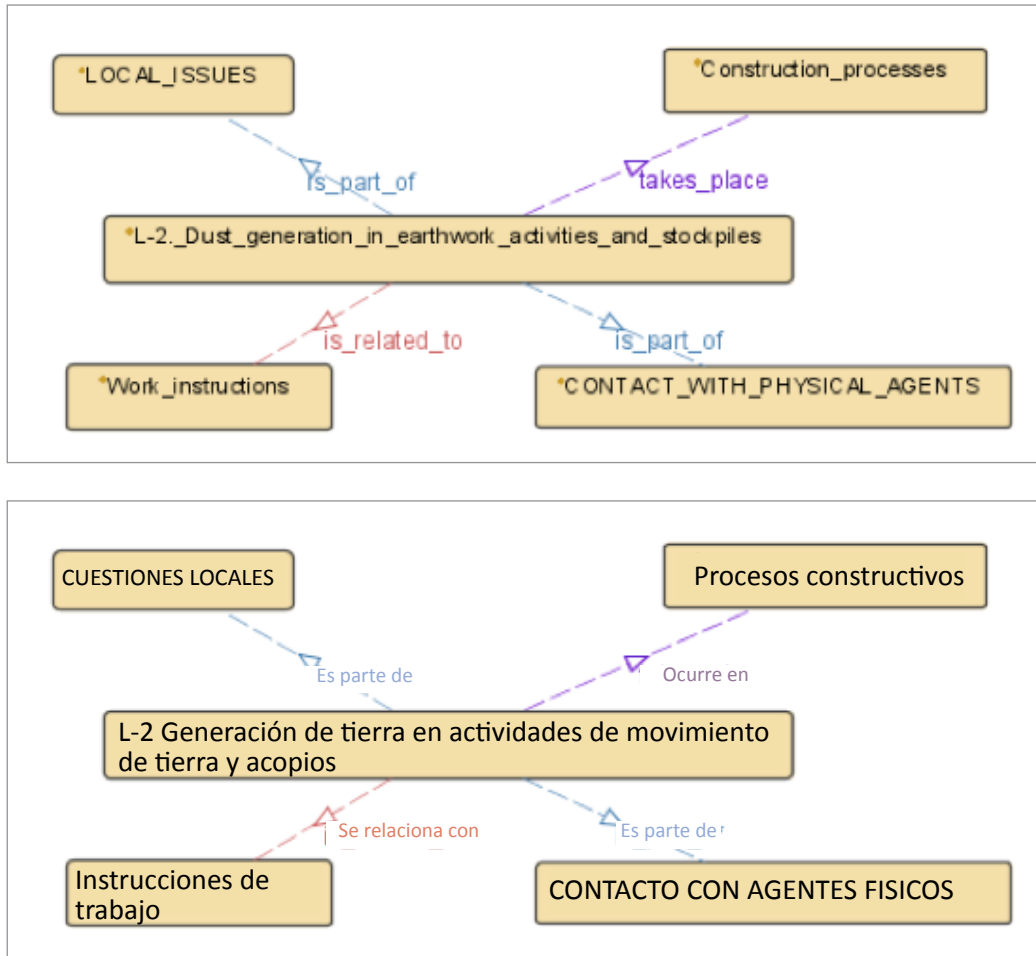 *LOCAL_ISSUES
*Construction_processes
is_part_of
takes_place
*L-2._Dust_generation_in_earthwork_activities_and_stockpiles
is_related_to
is_part_of
*Work_instructions
*CONTACT_WITH_PHYSICAL_AGENTS
CUESTIONES LOCALES
Procesos constructivos
Es parte de
Ocurre en
L-2 Generación de tierra en actividades de movimiento
de tierra y acopios
Se relaciona con
Es parte de
Instrucciones de
trabajo
CONTACTO CON AGENTES FISICOS